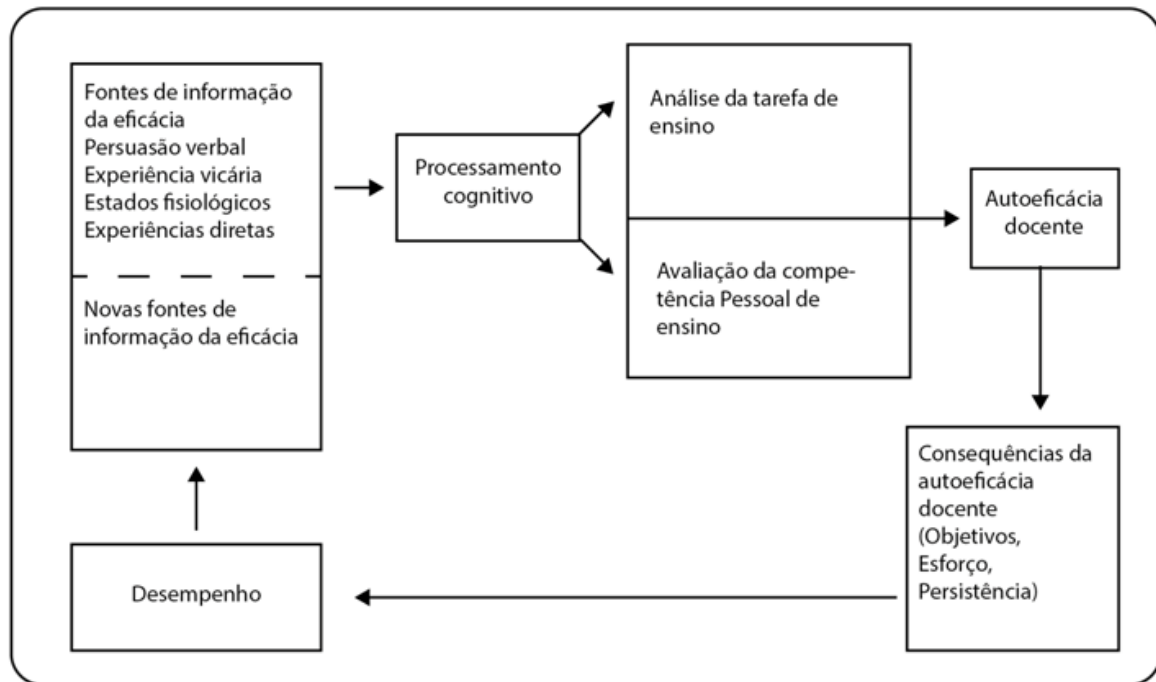 Fontes de informação
da eficácia
Persuasão verbal
Experiência vicária
Estados fisiológicos
Experiências diretas
Novas fontes de
informação da eficácia
Processamento
cognitivo
Análise da tarefa de
ensino
Avaliação da compe-
tência Pessoal de
ensino
Autoeficácia
docente
Consequências da
autoeficácia
docente
(Objetivos,
Esforço,
Persistência)
Desempenho